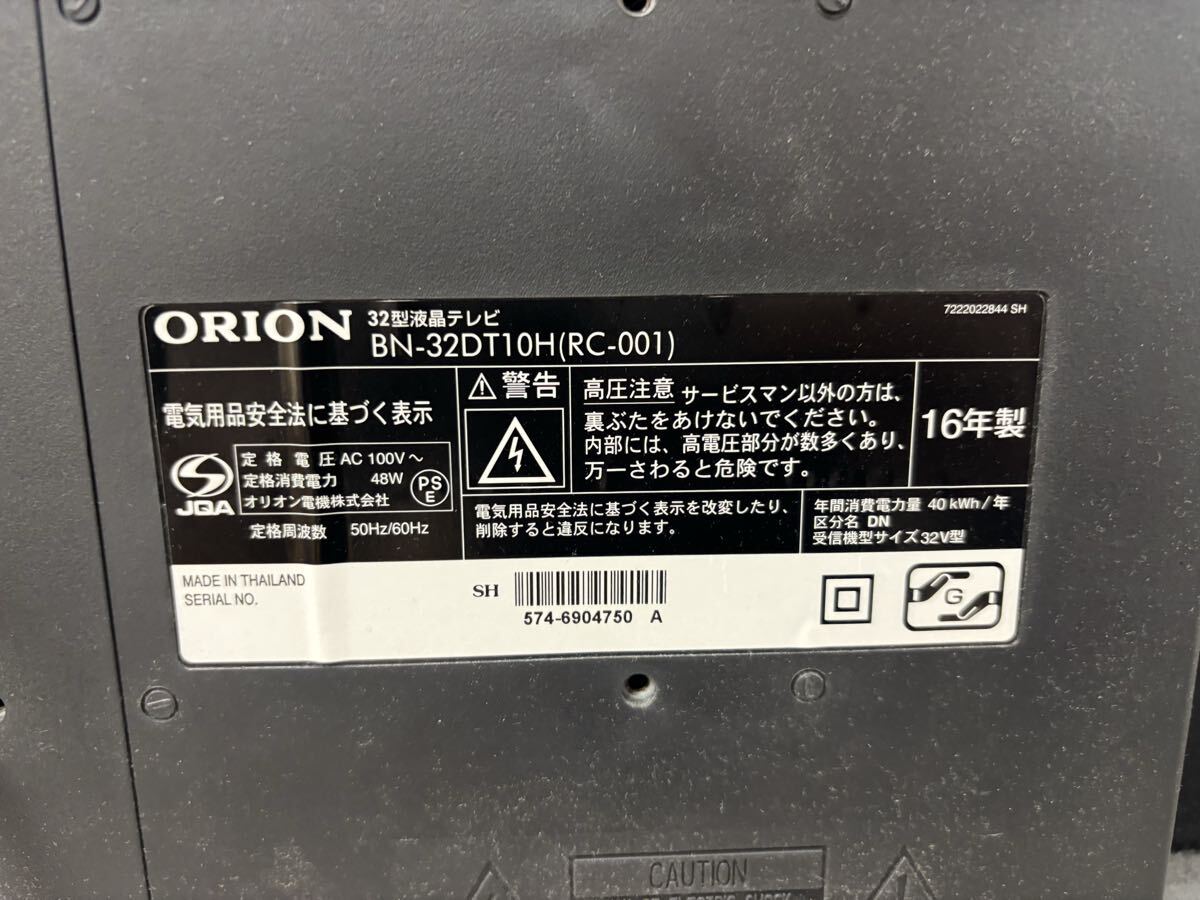 ORION 32型液晶テレビ
BN-32DT10H(RC-001)
7222022844 SH
電気用品安全法に基づく表示
JQA
定格電圧 AC 100V～
定格消費電力 48W
オリオン電機株式会社
PS
E
定格周波数 50Hz/60Hz
警告
高圧注意 サービスマン以外の方は、
裏ぶたをあけないでください。
内部には、高電圧部分が数多くあり、
万一さわると危険です。
16年製
電気用品安全法に基づく表示を改変したり、
削除すると違反になります。
年間消費電力量 40 kWh/年
区分名 DN
受信機型サイズ 32V型
MADE IN THAILAND
SERIAL NO.
SH
574-6904750 A
G
CAUTION